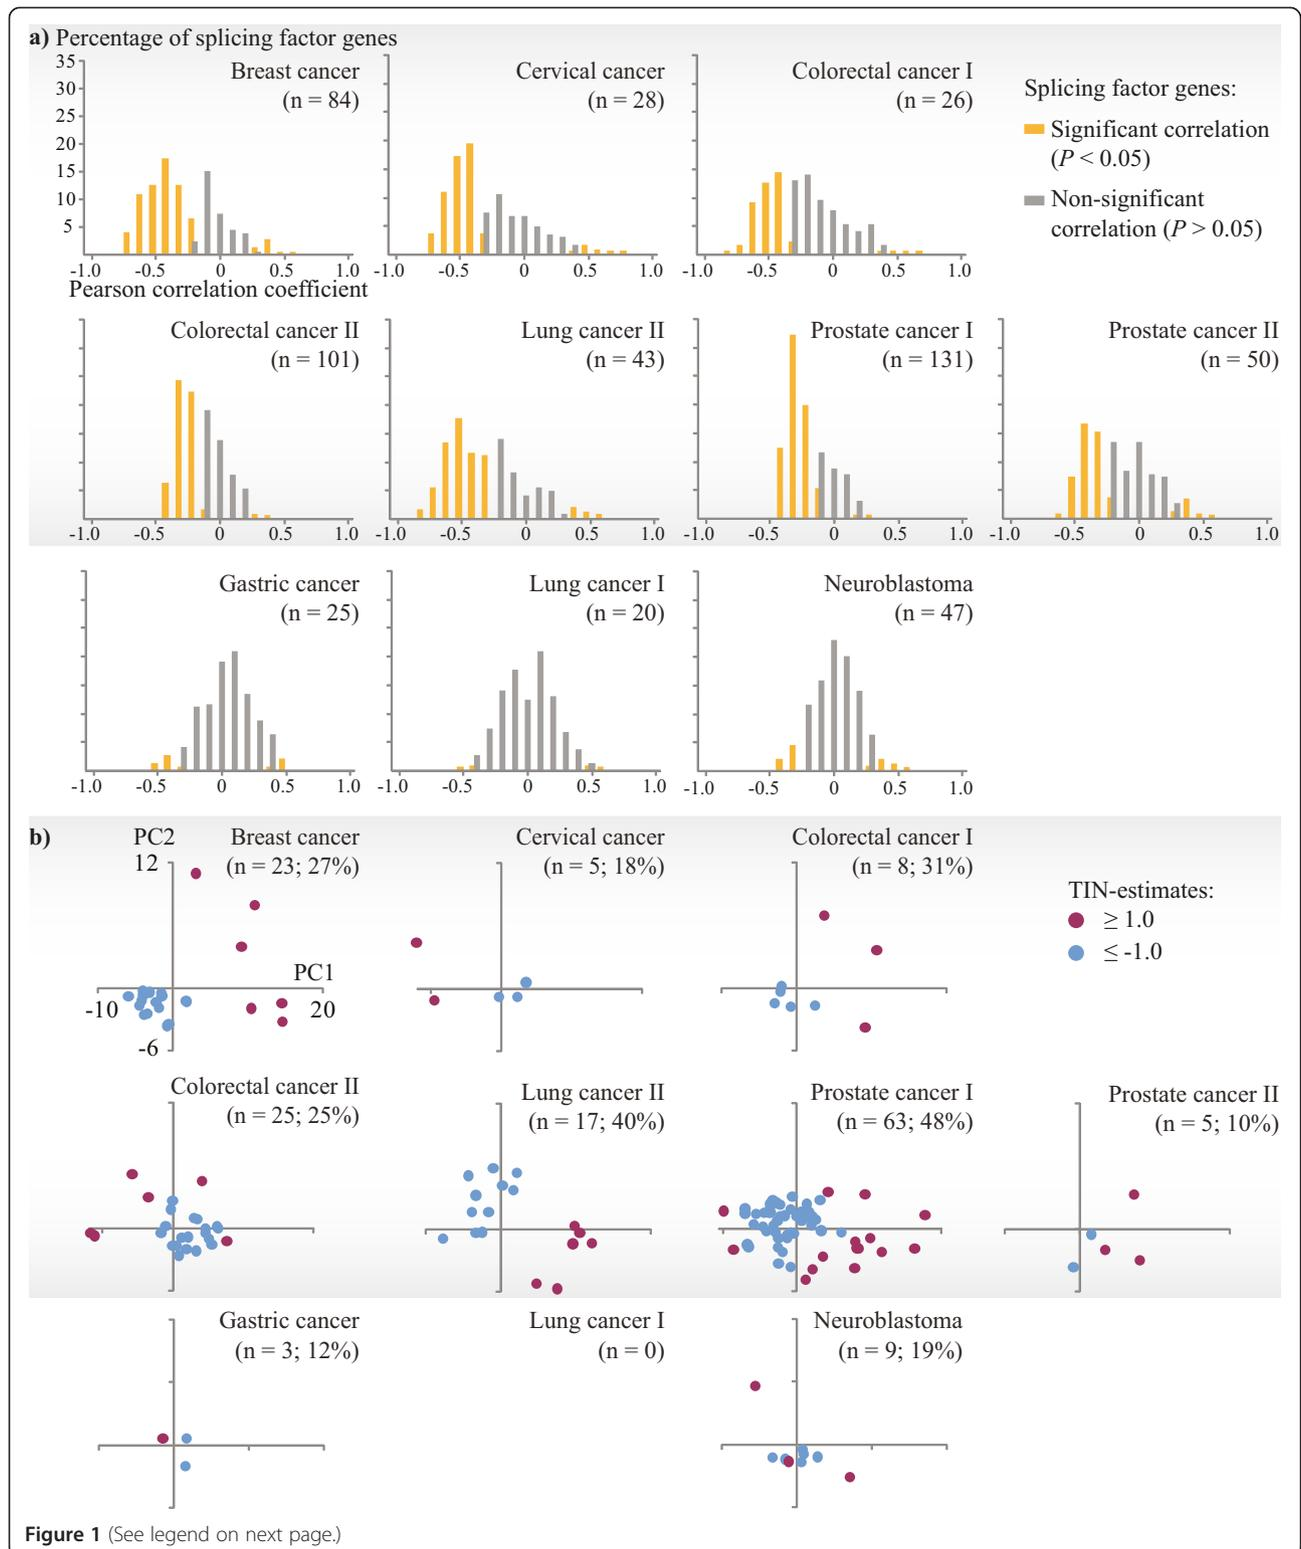 a) Percentage of splicing factor genes
35
30
25
20
15
10
5
Breast cancer
(n = 84)
-1.0 -0.5 0 0.5 1.0
Pearson correlation coefficient
Cervical cancer
(n = 28)
-1.0 -0.5 0 0.5 1.0
Colorectal cancer I
(n = 26)
-1.0 -0.5 0 0.5 1.0
Splicing factor genes:
Significant correlation
(P < 0.05)
Non-significant
correlation (P > 0.05)
Colorectal cancer II
(n = 101)
-1.0 -0.5 0 0.5 1.0
Lung cancer II
(n = 43)
-1.0 -0.5 0 0.5 1.0
Prostate cancer I
(n = 131)
-1.0 -0.5 0 0.5 1.0
Prostate cancer II
(n = 50)
-1.0 -0.5 0 0.5 1.0
Gastric cancer
(n = 25)
-1.0 -0.5 0 0.5 1.0
Lung cancer I
(n = 20)
-1.0 -0.5 0 0.5 1.0
Neuroblastoma
(n = 47)
-1.0 -0.5 0 0.5 1.0
b)
PC2
12
Breast cancer
(n = 23; 27%)
PC1
-10
20
-6
Cervical cancer
(n = 5; 18%)
Colorectal cancer I
(n = 8; 31%)
TIN-estimates:
≥ 1.0
≤ -1.0
Colorectal cancer II
(n = 25; 25%)
Lung cancer II
(n = 17; 40%)
Prostate cancer I
(n = 63; 48%)
Prostate cancer II
(n = 5; 10%)
Gastric cancer
(n = 3; 12%)
Lung cancer I
(n = 0)
Neuroblastoma
(n = 9; 19%)
Figure 1 (See legend on next page.)